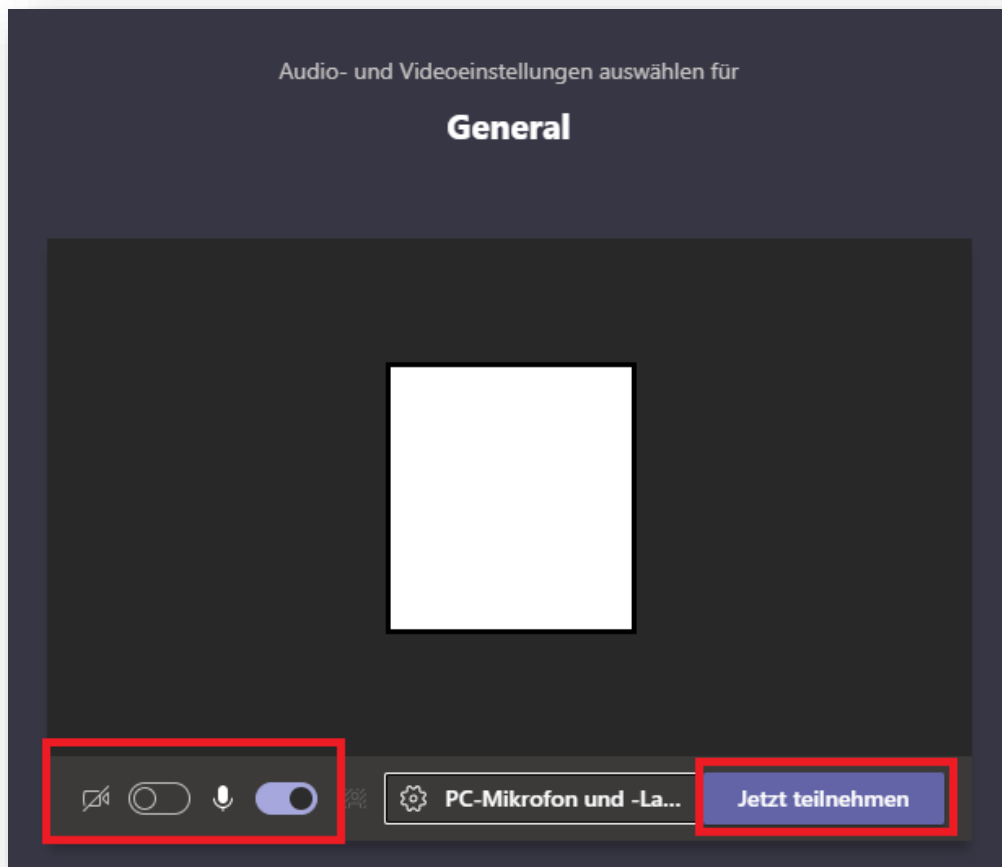 Audio- und Videoeinstellungen auswählen für
General
PC-Mikrofon und -La... Jetzt teilnehmen